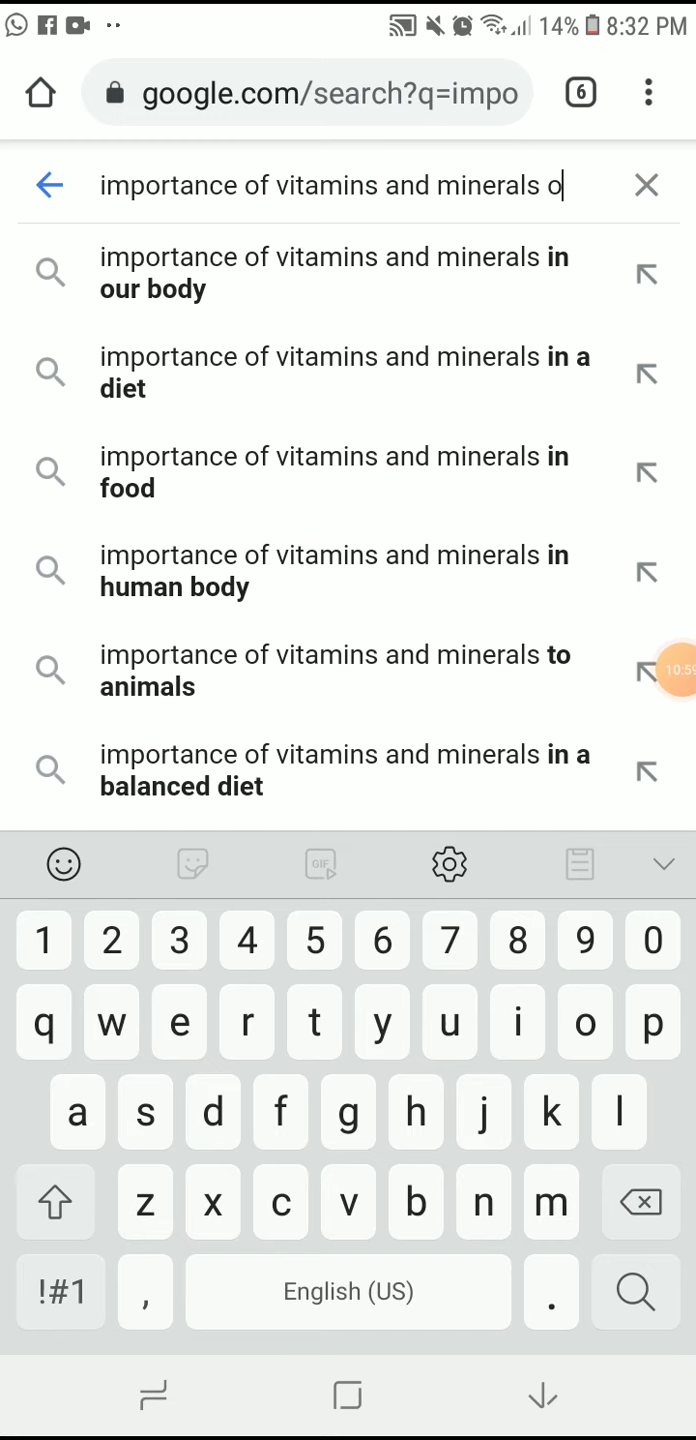 14% 8:32 PM
google.com/search?q=impo 6
importance of vitamins and minerals o
importance of vitamins and minerals in
our body
importance of vitamins and minerals in a
diet
importance of vitamins and minerals in
food
importance of vitamins and minerals in
human body
importance of vitamins and minerals to
animals
10:59
importance of vitamins and minerals in a
balanced diet
GIF
1 2 3 4 5 6 7 8 9 0
q w e r t y u i o p
a s d f g h j k l
z x c v b n m
!#1 , English (US) .